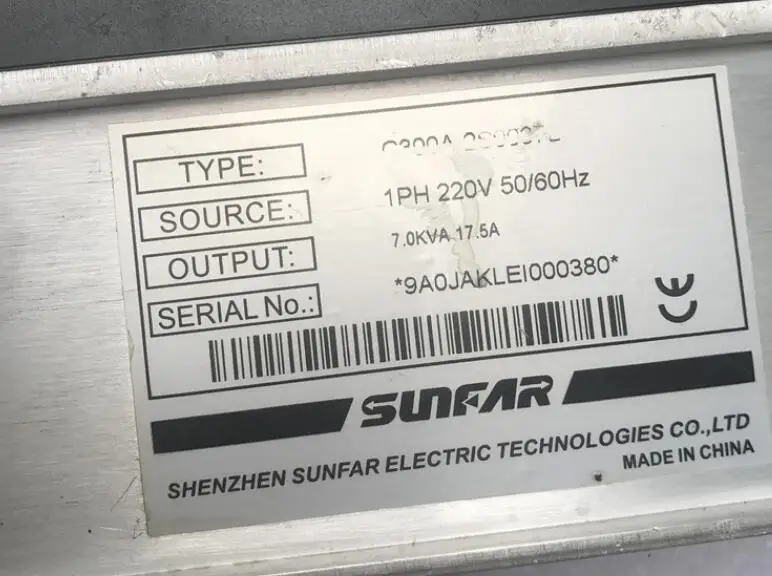 TYPE:
SOURCE: 1PH 220V 50/60Hz
OUTPUT: 7.0KVA 17.5A
SERIAL No.: *9A0JAKLEI000380*
CE
SUNFAR
SHENZHEN SUNFAR ELECTRIC TECHNOLOGIES CO.,LTD
MADE IN CHINA